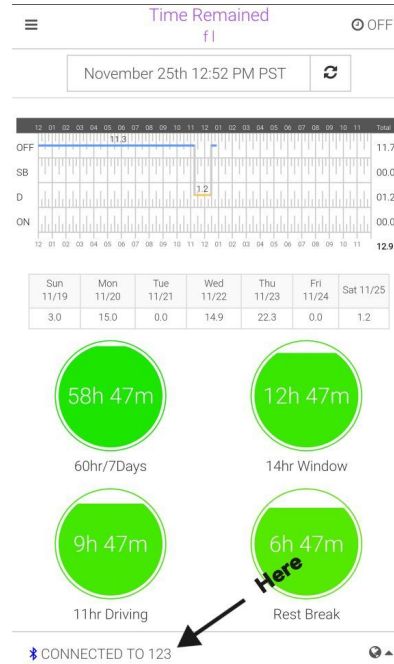 Time Remained
f l
OFF
November 25th 12:52 PM PST
12 01 02 03 04 05 06 07 08 09 10 11 12 01 02 03 04 05 06 07 08 09 10 11 Total
OFF 11.3 11.7
SB 00.0
D 1.2 01.2
ON 00.0
12 01 02 03 04 05 06 07 08 09 10 11 12 01 02 03 04 05 06 07 08 09 10 11 12.9
Sun 11/19 Mon 11/20 Tue 11/21 Wed 11/22 Thu 11/23 Fri 11/24 Sat 11/25
3.0 15.0 0.0 14.9 22.3 0.0 1.2
58h 47m 12h 47m
60hr/7Days 14hr Window
9h 47m 6h 47m
Here
11hr Driving Rest Break
CONNECTED TO 123